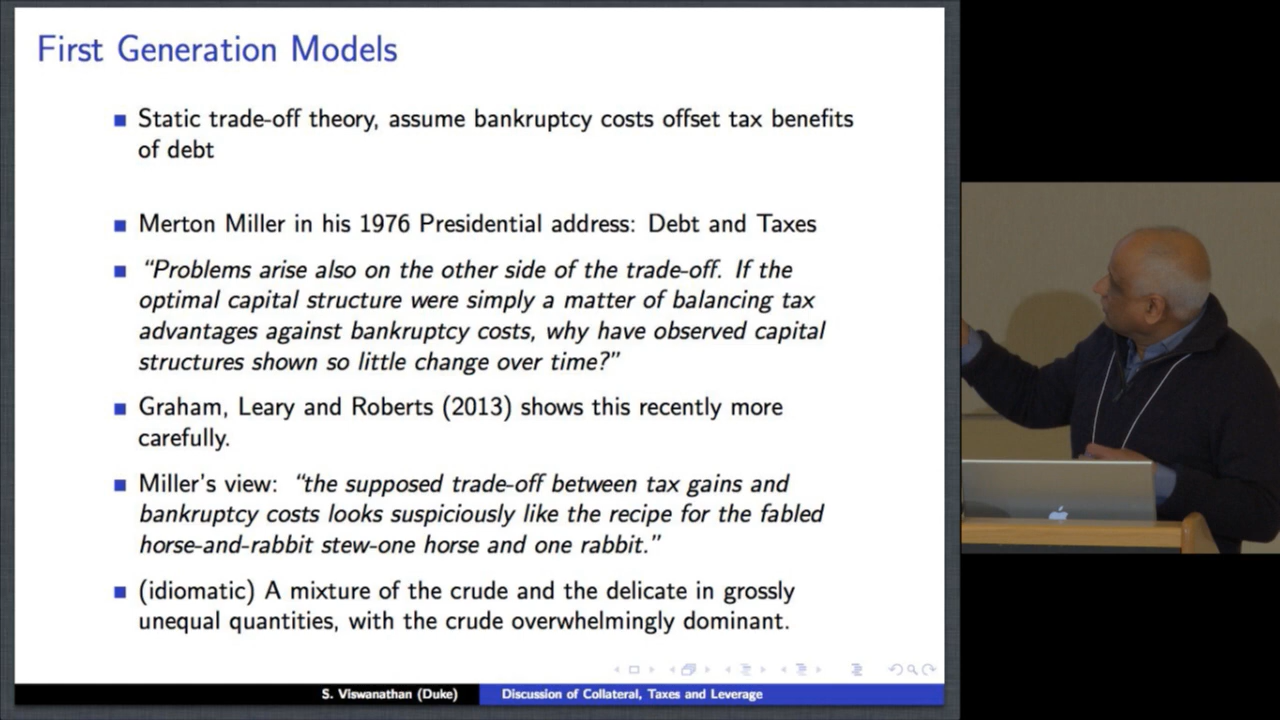 First Generation Models
Static trade-off theory, assume bankruptcy costs offset tax benefits
of debt
Merton Miller in his 1976 Presidential address: Debt and Taxes
“Problems arise also on the other side of the trade-off. If the
optimal capital structure were simply a matter of balancing tax
advantages against bankruptcy costs, why have observed capital
structures shown so little change over time?”
Graham, Leary and Roberts (2013) shows this recently more
carefully.
Miller's view: “the supposed trade-off between tax gains and
bankruptcy costs looks suspiciously like the recipe for the fabled
horse-and-rabbit stew-one horse and one rabbit.”
(idiomatic) A mixture of the crude and the delicate in grossly
unequal quantities, with the crude overwhelmingly dominant.
S. Viswanathan (Duke) Discussion of Collateral, Taxes and Leverage